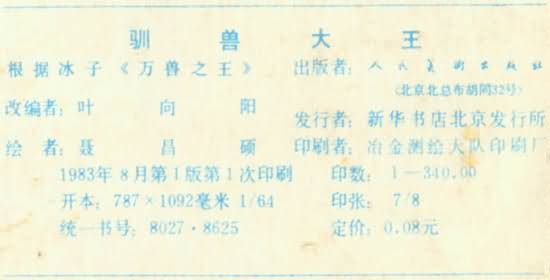 驯兽大王
根据冰子《万兽之王》
改编者：叶向阳
绘者：聂昌硕
出版者：人民美术出版社
（北京北总布胡同32号）
发行者：新华书店北京发行所
印刷者：冶金测绘大队印刷厂
1983年8月第1版第1次印刷
开本：787×1092毫米 1/64
统一书号：8027·8625
印数：1—340.00
印张：7/8
定价：0.08元